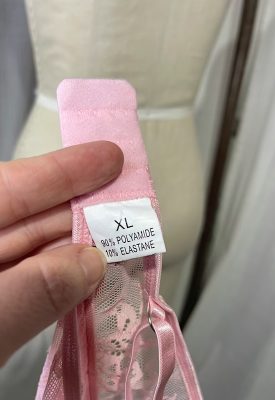 XL
90% POLYAMIDE
10% ELASTANE